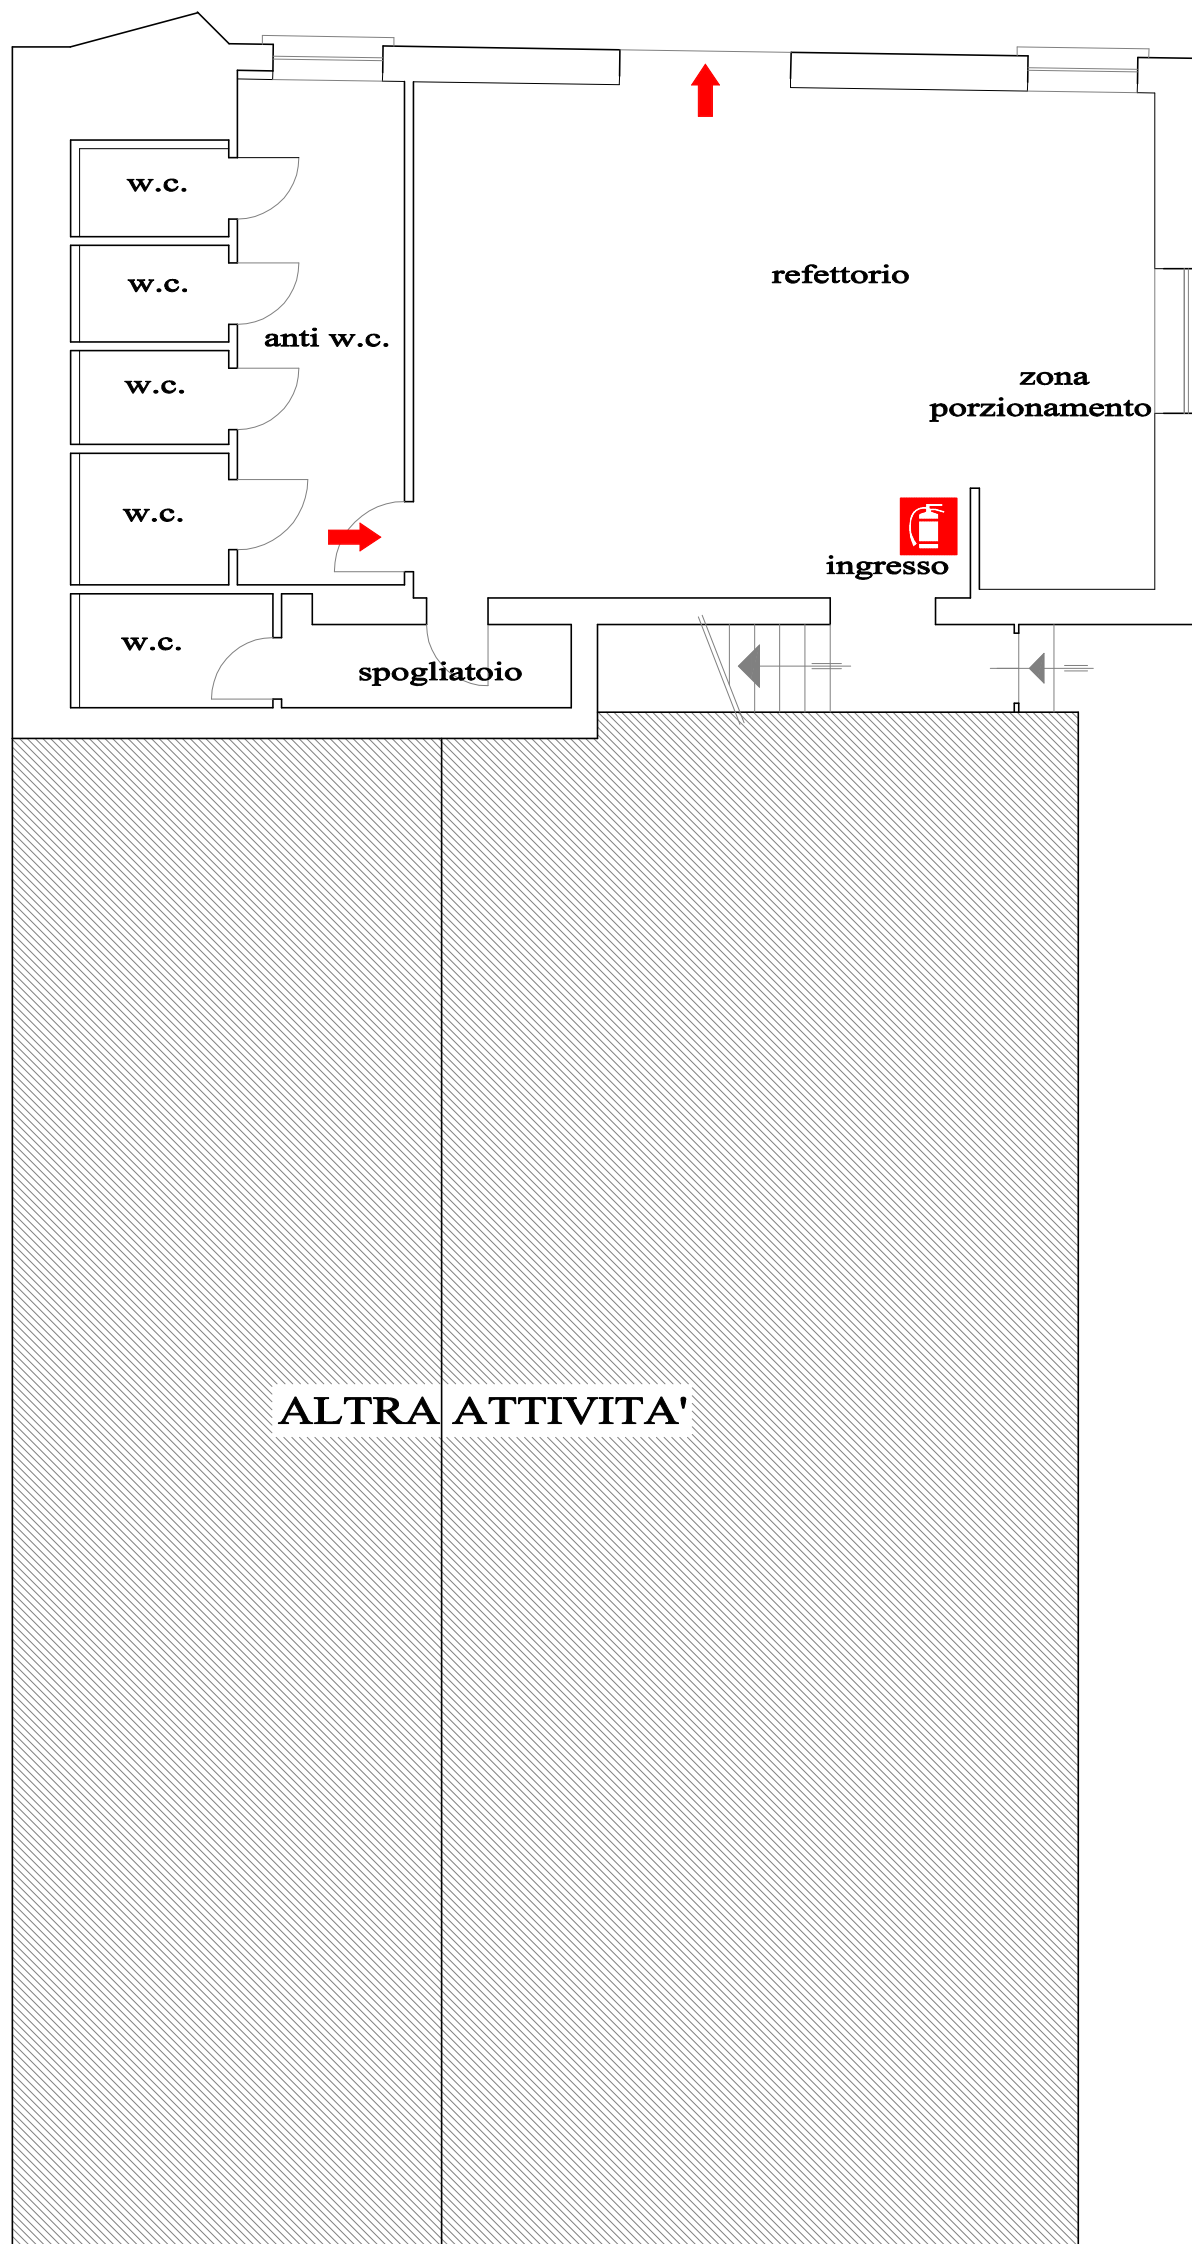 w.c.
refettorio
w.c.
anti w.c.
w.c.
zona
porzionamento
w.c.
ingresso
w.c.
spogliatoio
ALTRA ATTIVITA'